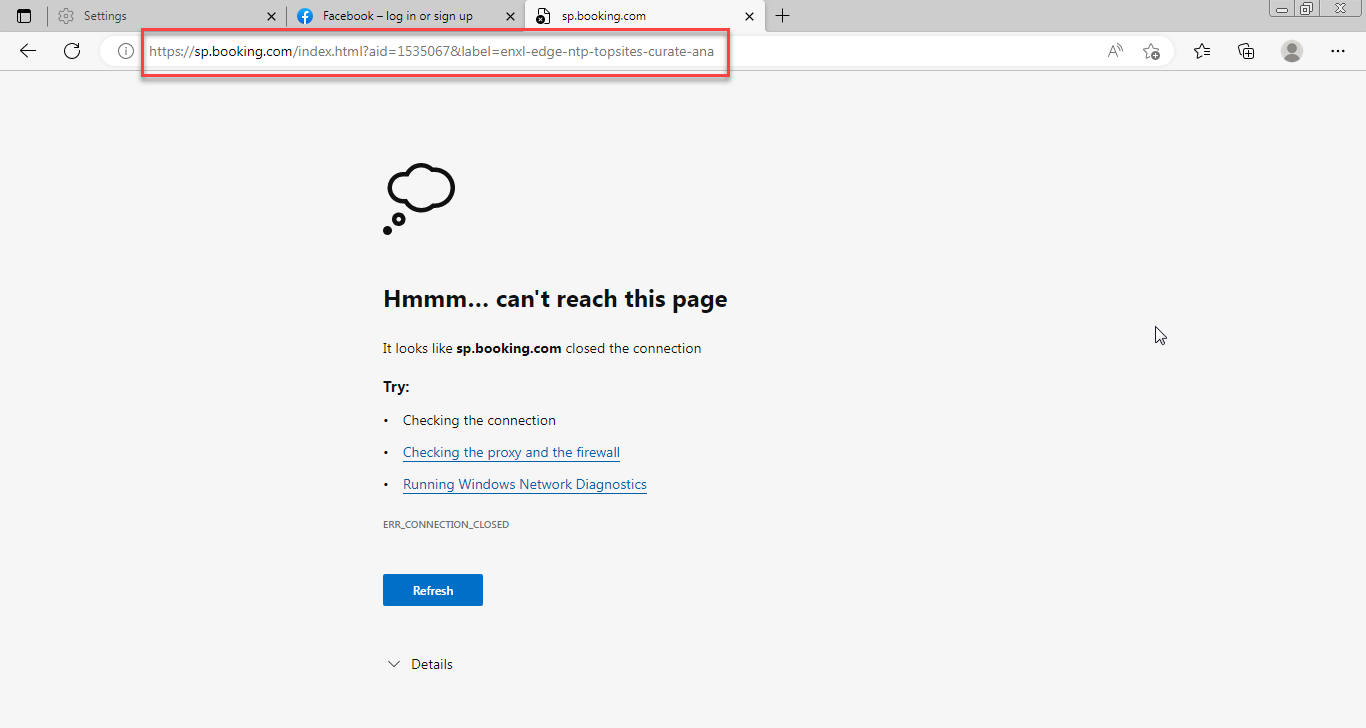 Settings
Facebook – log in or sign up
sp.booking.com
https://sp.booking.com/index.html?aid=1535067&label=enxl-edge-ntp-topsites-curate-ana
Hmmm... can't reach this page
It looks like sp.booking.com closed the connection
Try:
• Checking the connection
• Checking the proxy and the firewall
• Running Windows Network Diagnostics
ERR_CONNECTION_CLOSED
Refresh
Details